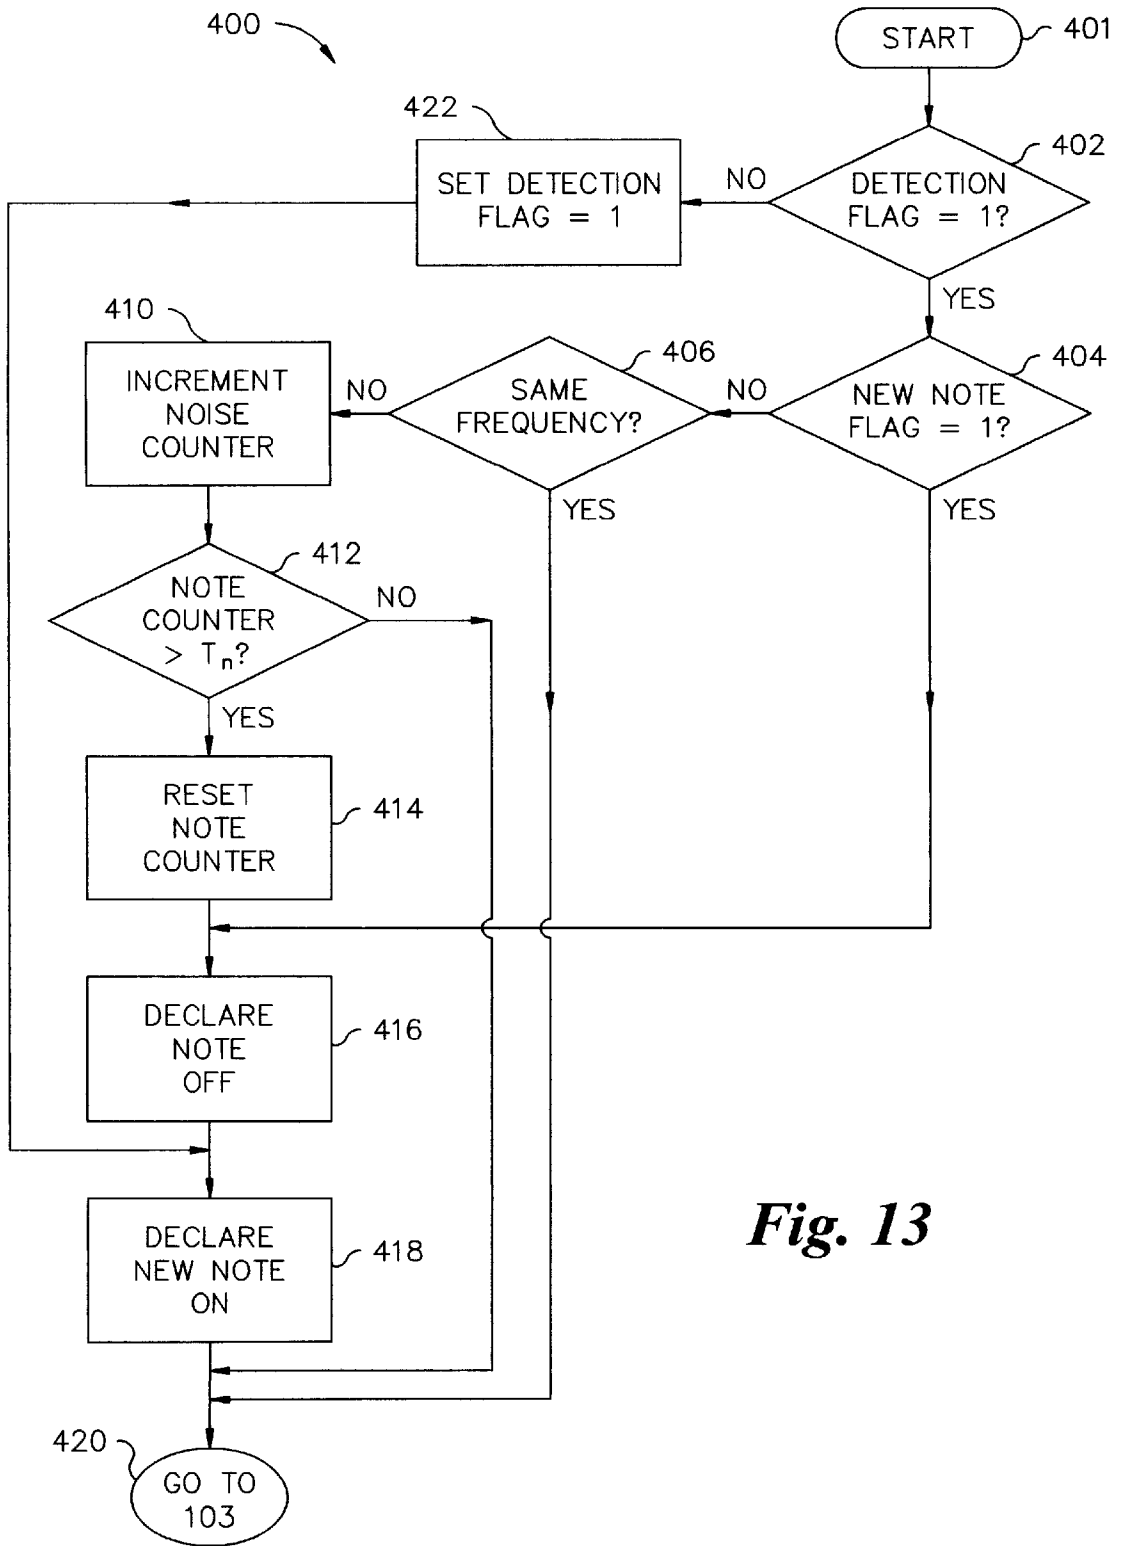 400
START
401
422
402
SET DETECTION
FLAG = 1
NO
DETECTION
FLAG = 1?
YES
410
406
404
INCREMENT
NOISE
COUNTER
NO
SAME
FREQUENCY?
NO
NEW NOTE
FLAG = 1?
YES
YES
412
NOTE
COUNTER
> Tn?
NO
YES
RESET
NOTE
COUNTER
414
DECLARE
NOTE
OFF
416
DECLARE
NEW NOTE
ON
418
Fig. 13
420
GO TO
103